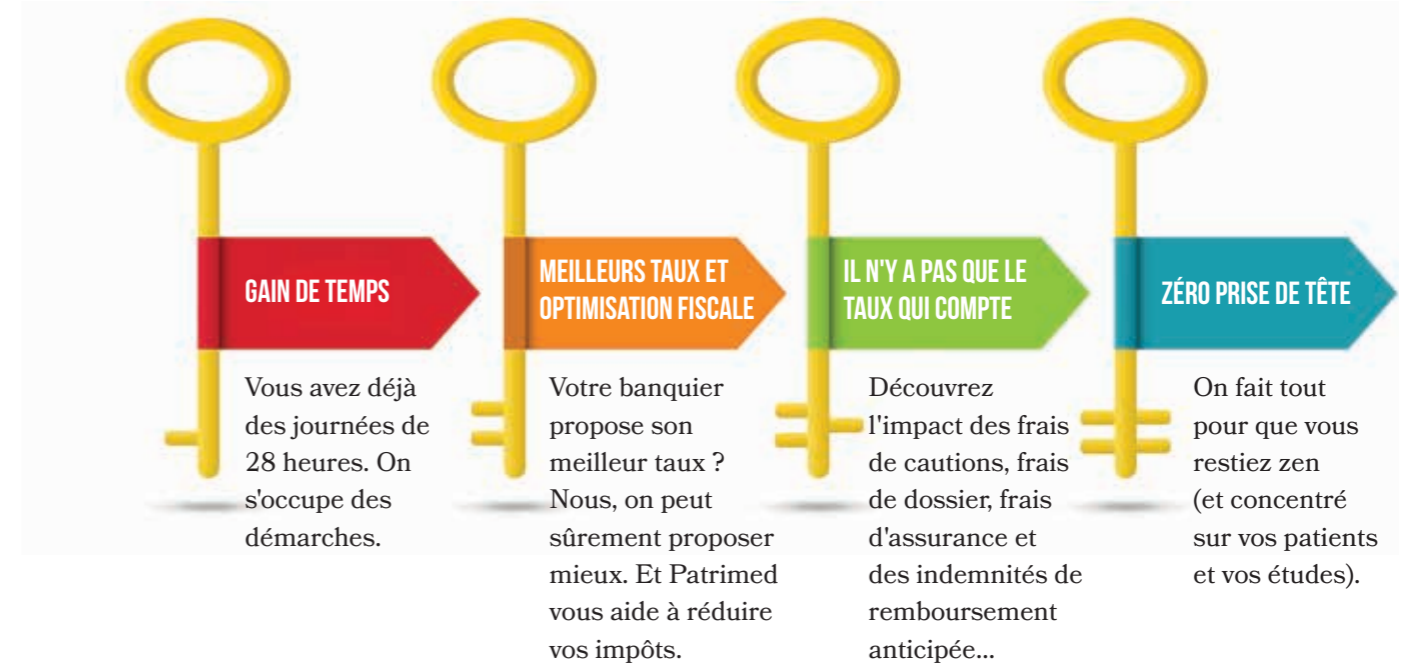 GAIN DE TEMPS
Vous avez déjà
des journées de
28 heures. On
s'occupe des
démarches.
MEILLEURS TAUX ET
OPTIMISATION FISCALE
Votre banquier
propose son
meilleur taux ?
Nous, on peut
sûrement proposer
mieux. Et Patrimed
vous aide à réduire
vos impôts.
IL N'Y A PAS QUE LE
TAUX QUI COMPTE
Découvrez
l'impact des frais
de cautions, frais
de dossier, frais
d'assurance et
des indemnités de
remboursement
anticipée...
ZÉRO PRISE DE TÊTE
On fait tout
pour que vous
restiez zen
(et concentré
sur vos patients
et vos études).